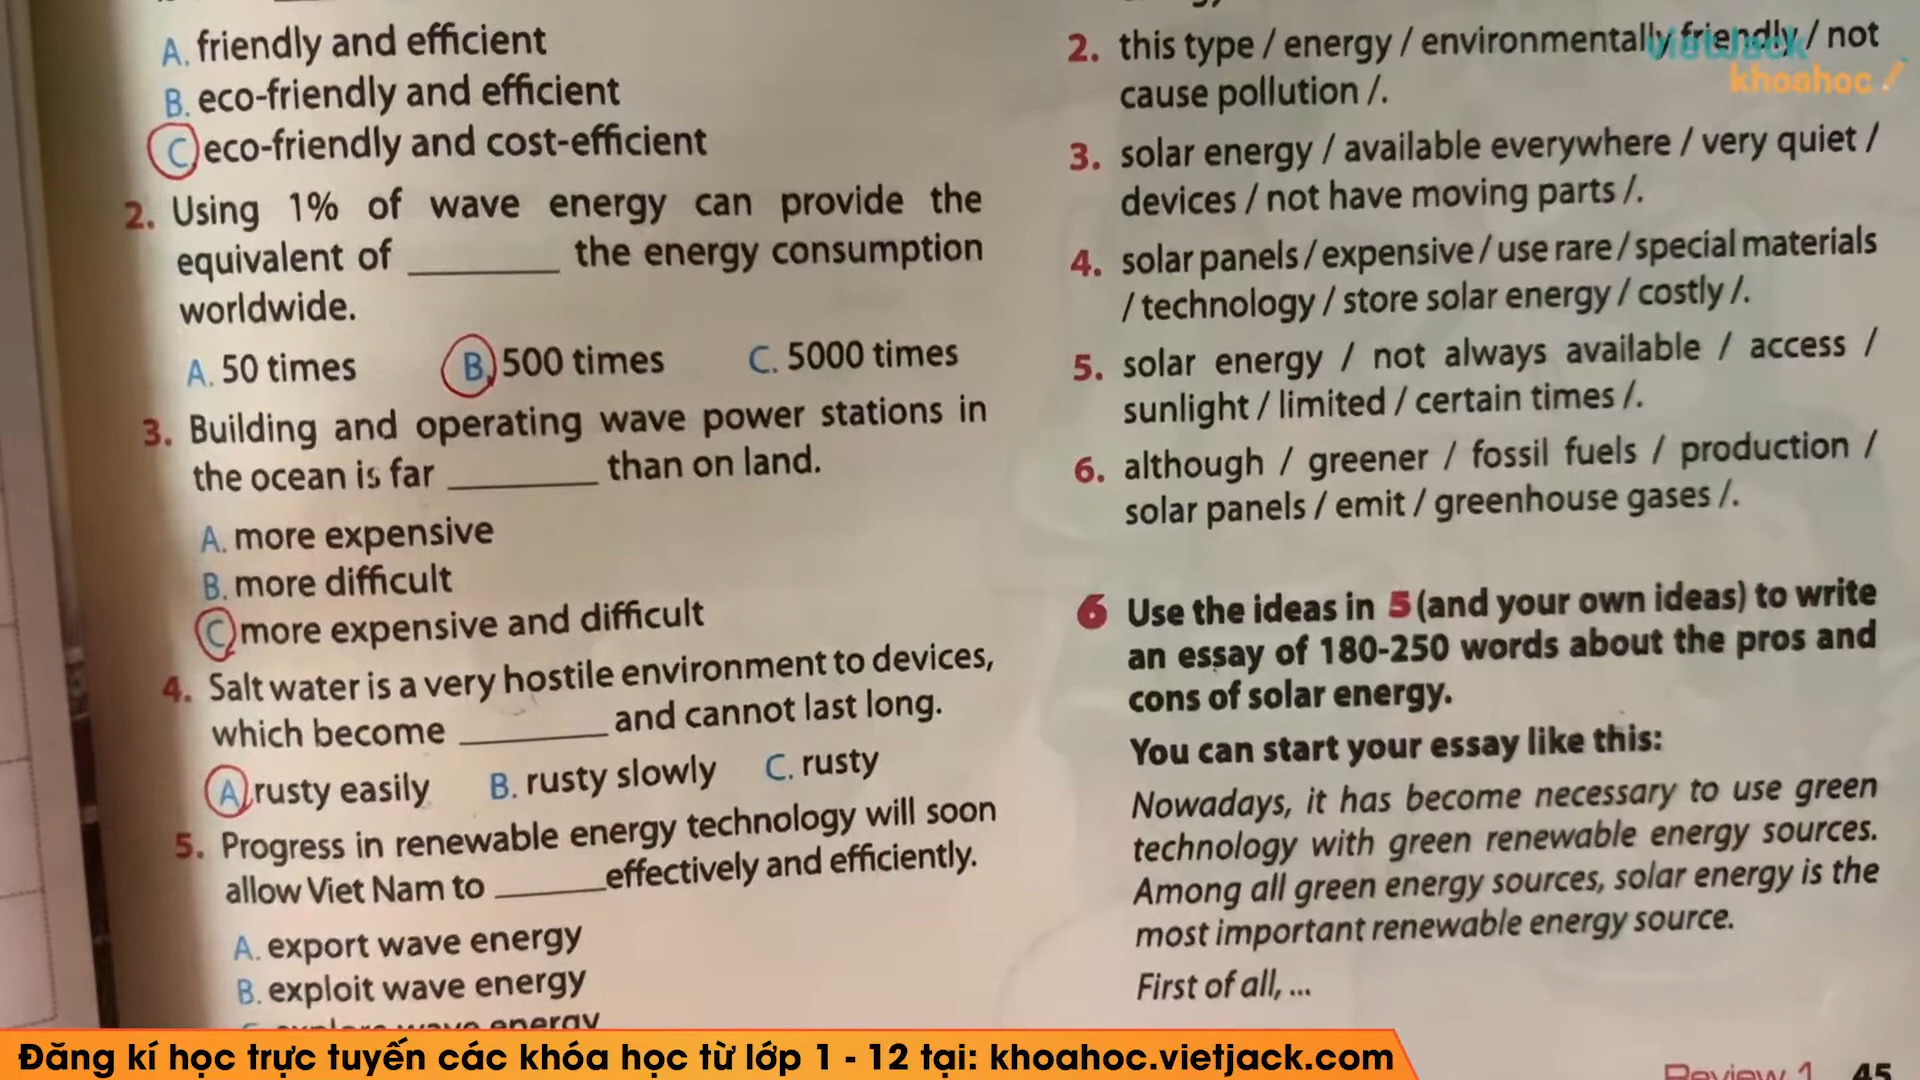 A. friendly and efficient
B. eco-friendly and efficient
C. eco-friendly and cost-efficient
2. Using 1% of wave energy can provide the
equivalent of ________ the energy consumption
worldwide.
A. 50 times B. 500 times C. 5000 times
3. Building and operating wave power stations in
the ocean is far ________ than on land.
A. more expensive
B. more difficult
C. more expensive and difficult
4. Salt water is a very hostile environment to devices,
which become ________ and cannot last long.
A. rusty easily B. rusty slowly C. rusty
5. Progress in renewable energy technology will soon
allow Viet Nam to ______effectively and efficiently.
A. export wave energy
B. exploit wave energy
wave energy
2. this type / energy / environmentally friendly / not
cause pollution /.
3. solar energy / available everywhere / very quiet /
devices / not have moving parts /.
4. solar panels / expensive / use rare / special materials
/ technology / store solar energy / costly /.
5. solar energy / not always available / access /
sunlight / limited / certain times /.
6. although / greener / fossil fuels / production /
solar panels / emit / greenhouse gases /.
6 Use the ideas in 5 (and your own ideas) to write
an essay of 180-250 words about the pros and
cons of solar energy.
You can start your essay like this:
Nowadays, it has become necessary to use green
technology with green renewable energy sources.
Among all green energy sources, solar energy is the
most important renewable energy source.
First of all, ...
Review 1 45
vietJack
khoahoc
Đăng kí học trực tuyến các khóa học từ lớp 1 - 12 tại: khoahoc.vietjack.com